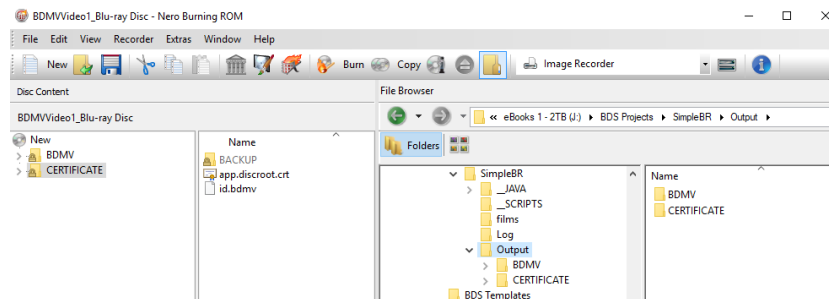 BDMVVideo1_Blu-ray Disc - Nero Burning ROM
File Edit View Recorder Extras Window Help
New Burn Copy Image Recorder
Disc Content
File Browser
BDMVVideo1_Blu-ray Disc
« eBooks 1 - 2TB (J:) BDS Projects SimpleBR Output
Folders
New
BDMV
CERTIFICATE
Name
BACKUP
app.discroot.crt
id.bdmv
SimpleBR
__JAVA
__SCRIPTS
films
Log
Output
BDMV
CERTIFICATE
BDS Templates
Name
BDMV
CERTIFICATE